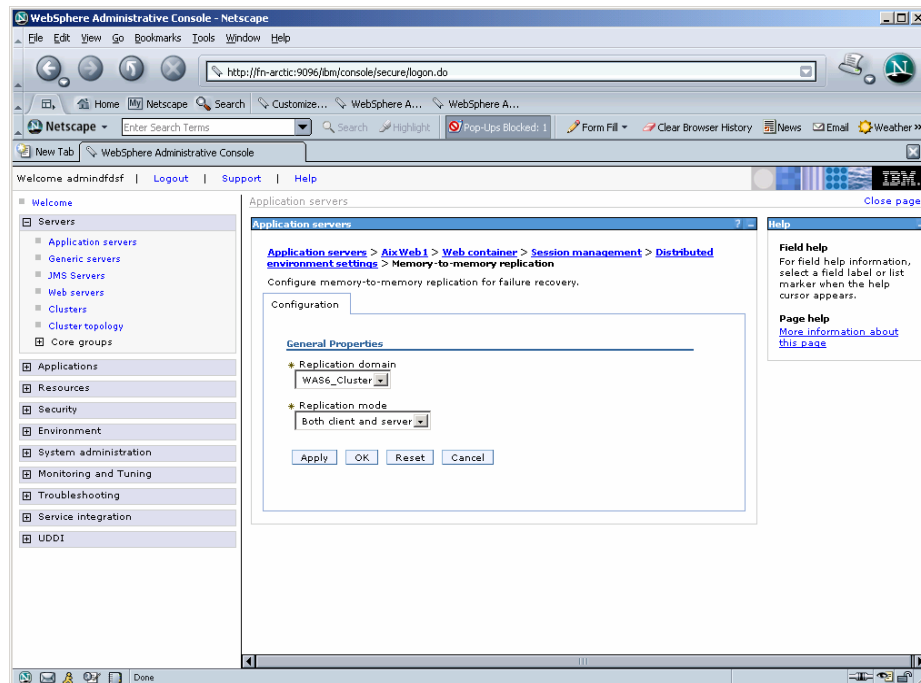 WebSphere Administrative Console - Netscape
File Edit View Go Bookmarks Tools Window Help
http://fn-arctic:9096/ibm/console/secure/logon.do
Home My Netscape Search Customize... WebSphere A... WebSphere A...
Netscape Enter Search Terms Search Highlight Pop-Ups Blocked: 1 Form Fill Clear Browser History News Email Weather
New Tab WebSphere Administrative Console
Welcome admindfdsf | Logout | Support | Help
IBM.
Welcome
Servers
Application servers
Generic servers
JMS Servers
Web servers
Clusters
Cluster topology
Core groups
Applications
Resources
Security
Environment
System administration
Monitoring and Tuning
Troubleshooting
Service integration
UDDI
Application servers
Close page
Application servers
? -
Application servers > AixWeb1 > Web container > Session management > Distributed
environment settings > Memory-to-memory replication
Configure memory-to-memory replication for failure recovery.
Configuration
General Properties
* Replication domain
WAS6_Cluster
* Replication mode
Both client and server
Apply OK Reset Cancel
Help
Field help
For field help information,
select a field label or list
marker when the help
cursor appears.
Page help
More information about
this page
Done